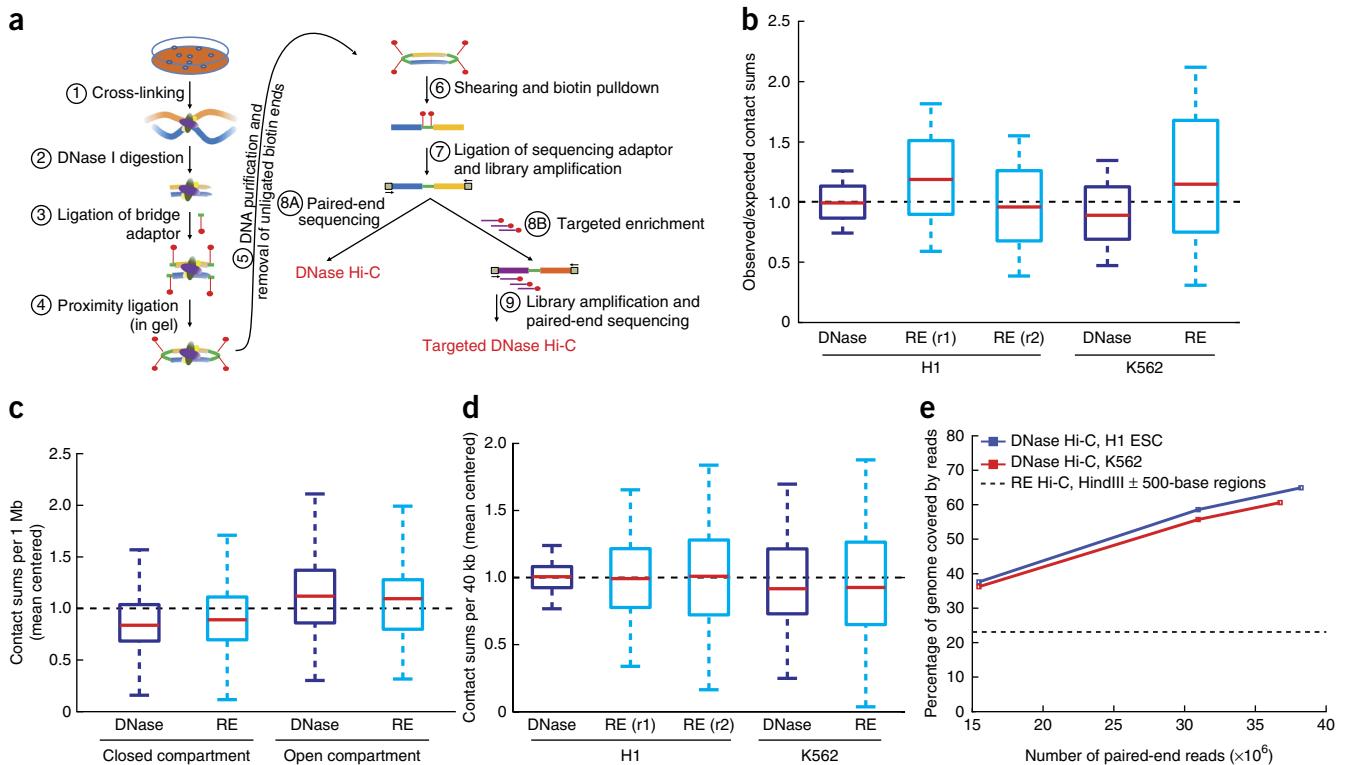 a
1 Cross-linking
2 DNase I digestion
3 Ligation of bridge
adaptor
4 Proximity ligation
(in gel)
5 DNA purification and
removal of unligated biotin ends
6 Shearing and biotin pulldown
7 Ligation of sequencing adaptor
and library amplification
8A Paired-end
sequencing
8B Targeted enrichment
DNase Hi-C
9 Library amplification and
paired-end sequencing
Targeted DNase Hi-C
b
Observed/expected contact sums
2.5
2.0
1.5
1.0
0.5
0
DNase RE (r1) RE (r2) DNase RE
H1 K562
c
Contact sums per 1 Mb
(mean centered)
2.5
2.0
1.5
1.0
0.5
0
DNase RE DNase RE
Closed compartment Open compartment
d
Contact sums per 40 kb (mean centered)
2.0
1.5
1.0
0.5
0
DNase RE (r1) RE (r2) DNase RE
H1 K562
e
Percentage of genome covered by reads
80
70
60
50
40
30
20
10
0
DNase Hi-C, H1 ESC
DNase Hi-C, K562
RE Hi-C, HindIII ± 500-base regions
15 20 25 30 35 40
Number of paired-end reads (×10⁶)